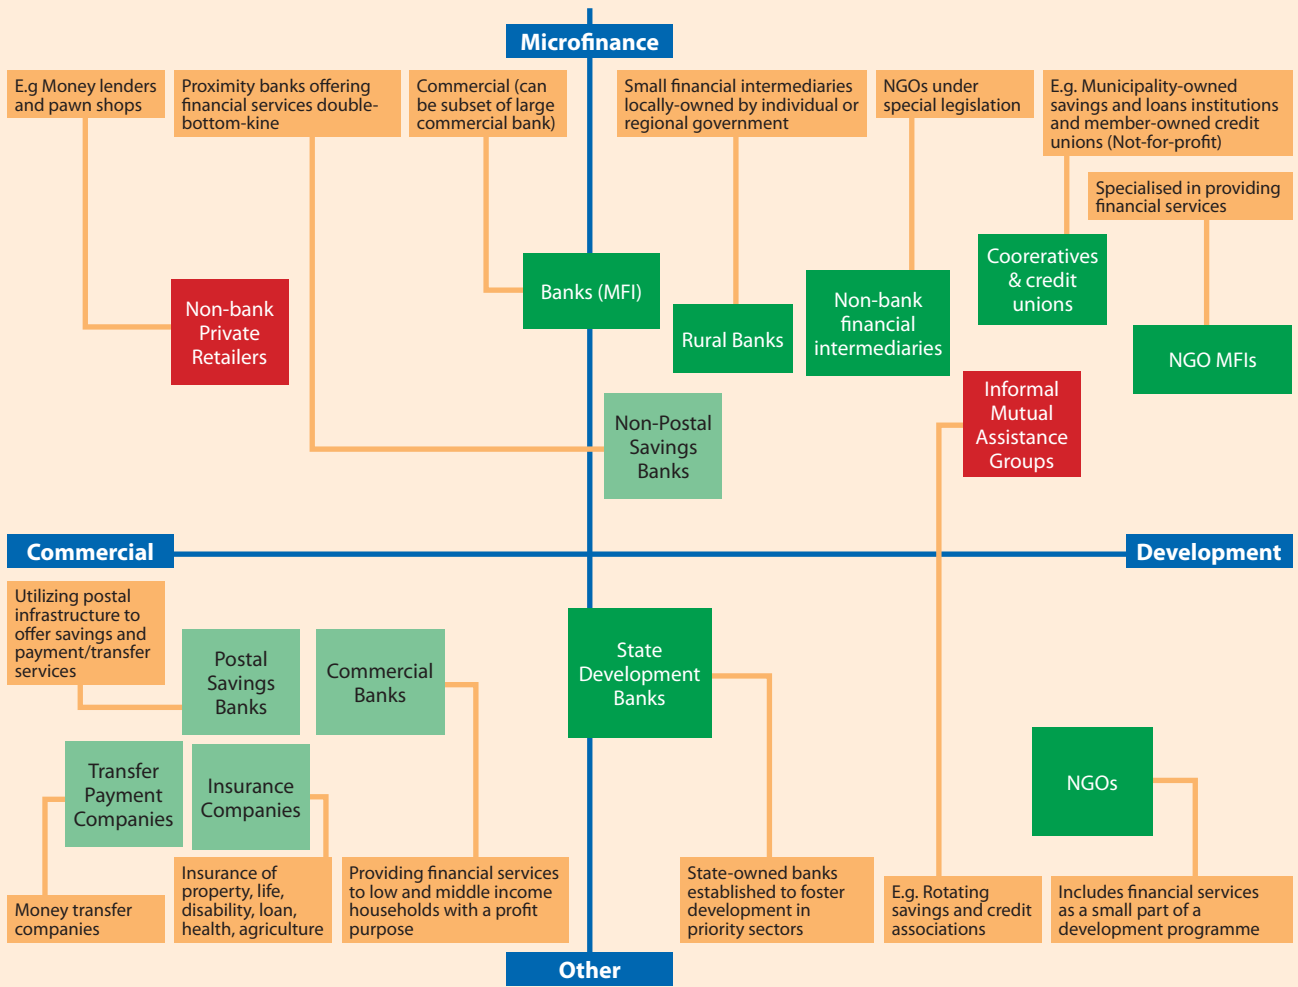 Microfinance
E.g Money lenders
and pawn shops
Proximity banks offering
financial services double-
bottom-kine
Commercial (can
be subset of large
commercial bank)
Small financial intermediaries
locally-owned by individual or
regional government
NGOs under
special legislation
E.g. Municipality-owned
savings and loans institutions
and member-owned credit
unions (Not-for-profit)
Specialised in providing
financial services
Non-bank
Private
Retailers
Banks (MFI)
Rural Banks
Non-bank
financial
intermediaries
Cooreratives
& credit
unions
NGO MFIs
Non-Postal
Savings
Banks
Informal
Mutual
Assistance
Groups
Commercial
Development
Utilizing postal
infrastructure to
offer savings and
payment/transfer
services
Postal
Savings
Banks
Commercial
Banks
State
Development
Banks
Transfer
Payment
Companies
Insurance
Companies
NGOs
Money transfer
companies
Insurance of
property, life,
disability, loan,
health, agriculture
Providing financial services
to low and middle income
households with a profit
purpose
State-owned banks
established to foster
development in
priority sectors
E.g. Rotating
savings and credit
associations
Includes financial services
as a small part of a
development programme
Other